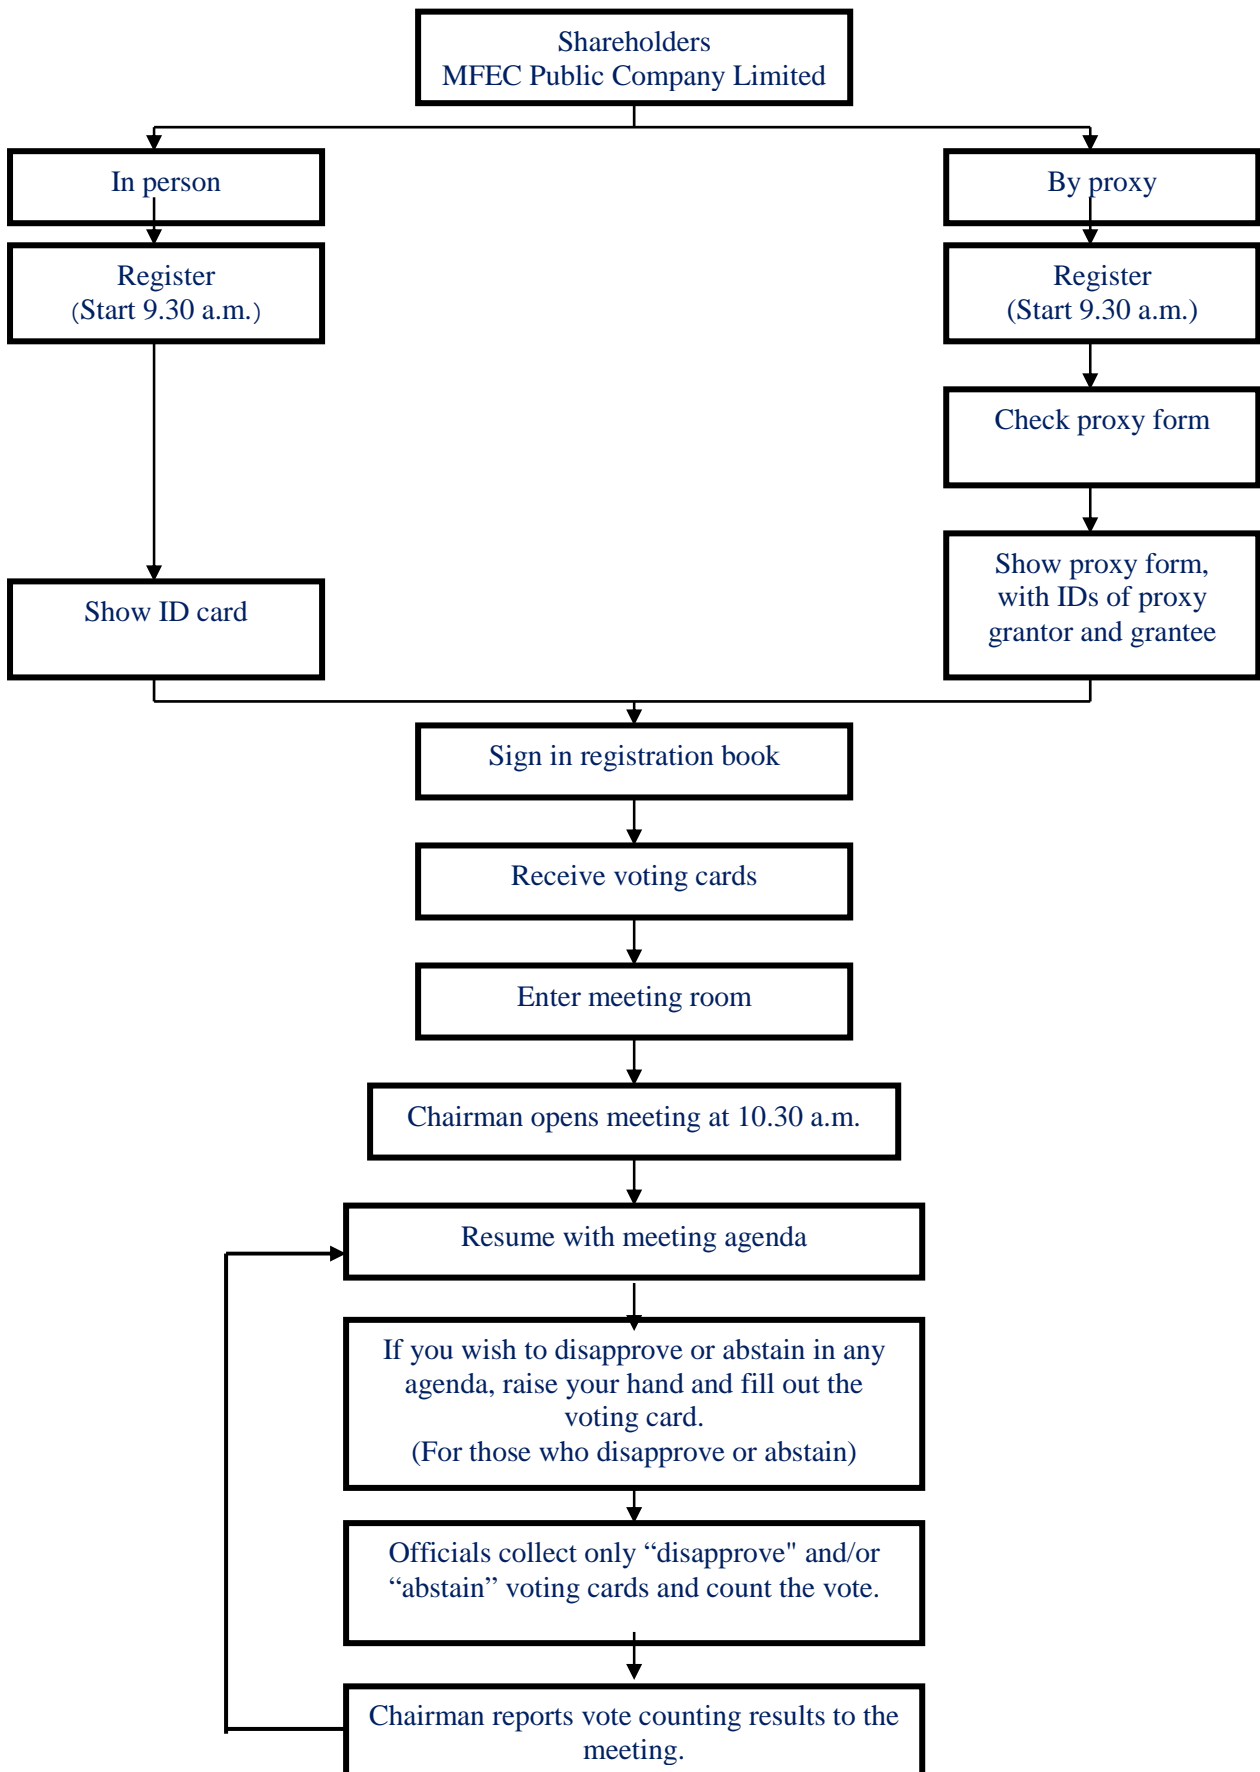 Shareholders
MFEC Public Company Limited
In person
By proxy
Register
(Start 9.30 a.m.)
Register
(Start 9.30 a.m.)
Check proxy form
Show proxy form,
with IDs of proxy
grantor and grantee
Show ID card
Sign in registration book
Receive voting cards
Enter meeting room
Chairman opens meeting at 10.30 a.m.
Resume with meeting agenda
If you wish to disapprove or abstain in any
agenda, raise your hand and fill out the
voting card.
(For those who disapprove or abstain)
Officials collect only “disapprove" and/or
“abstain” voting cards and count the vote.
Chairman reports vote counting results to the
meeting.